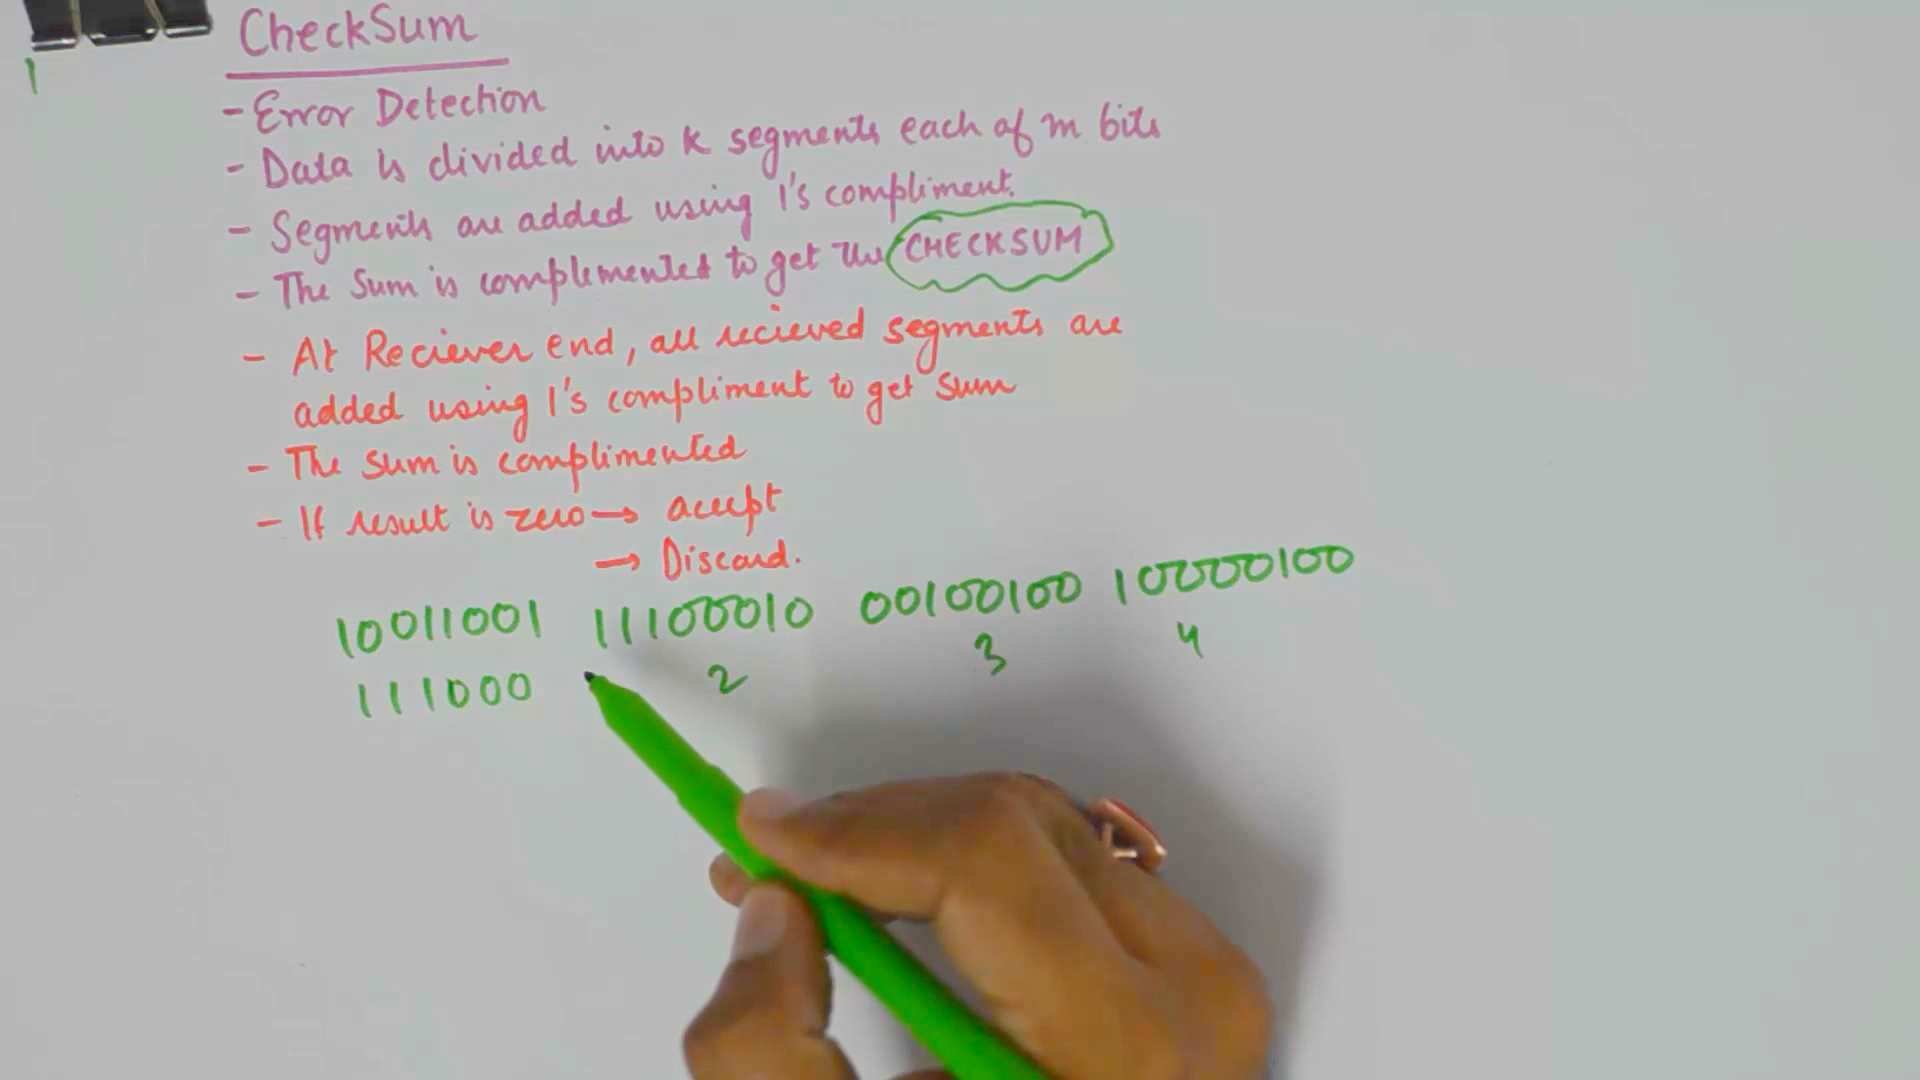 CheckSum
1
- Error Detection
- Data is divided into k segments each of m bits
- Segments are added using 1's compliment.
- The Sum is complemented to get the CHECKSUM
- At Reciever end, all recieved segments are
added using 1's compliment to get sum
- The sum is complimented
- If result is zero → accept
→ Discard.
10011001 11100010 00100100 10000100
111000 2 3 4